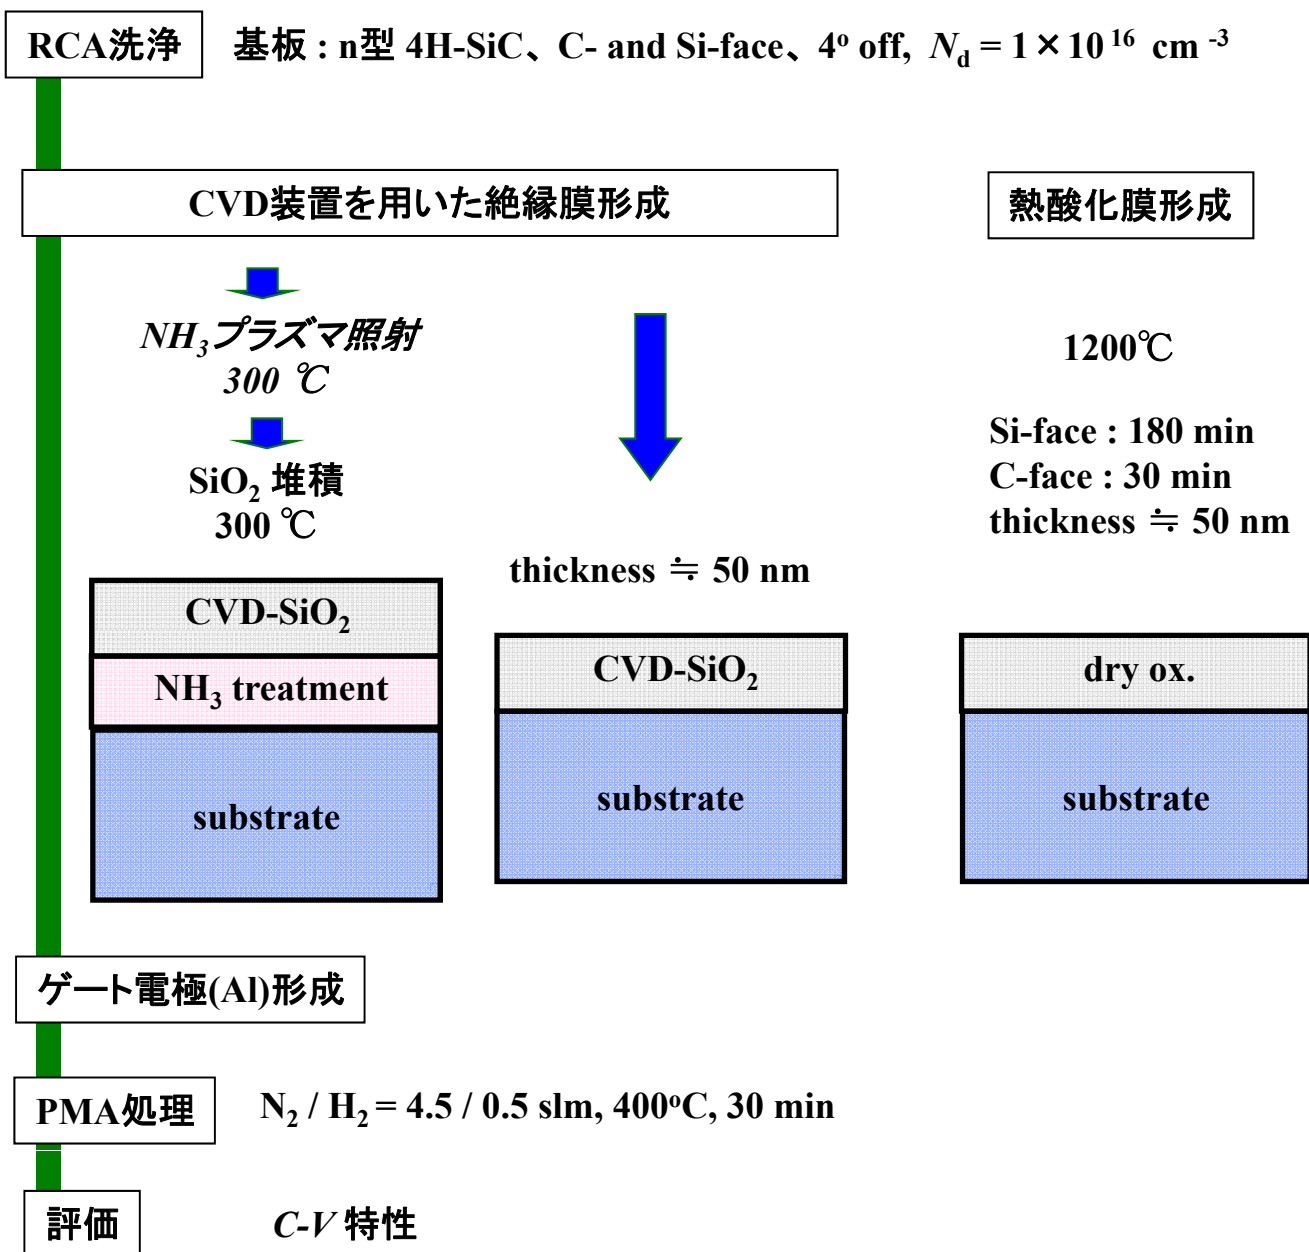 RCA洗浄
基板 : n型 4H-SiC、C- and Si-face、4° off, N_d = 1 × 10^16 cm^-3
CVD装置を用いた絶縁膜形成
熱酸化膜形成
NH₃プラズマ照射
300 ℃
SiO₂ 堆積
300 ℃
thickness ≒ 50 nm
1200℃
Si-face : 180 min
C-face : 30 min
thickness ≒ 50 nm
CVD-SiO₂
NH₃ treatment
substrate
CVD-SiO₂
substrate
dry ox.
substrate
ゲート電極(Al)形成
PMA処理
N₂ / H₂ = 4.5 / 0.5 slm, 400°C, 30 min
評価
C-V 特性